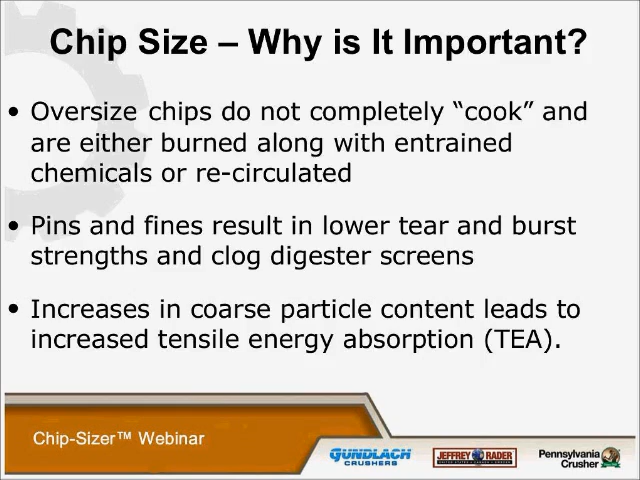 Chip Size – Why is It Important?
• Oversize chips do not completely “cook” and
are either burned along with entrained
chemicals or re-circulated
• Pins and fines result in lower tear and burst
strengths and clog digester screens
• Increases in coarse particle content leads to
increased tensile energy absorption (TEA).
Chip-Sizer™ Webinar
GUNDLACH
CRUSHERS
JEFFREY RADER
Pennsylvania
Crusher